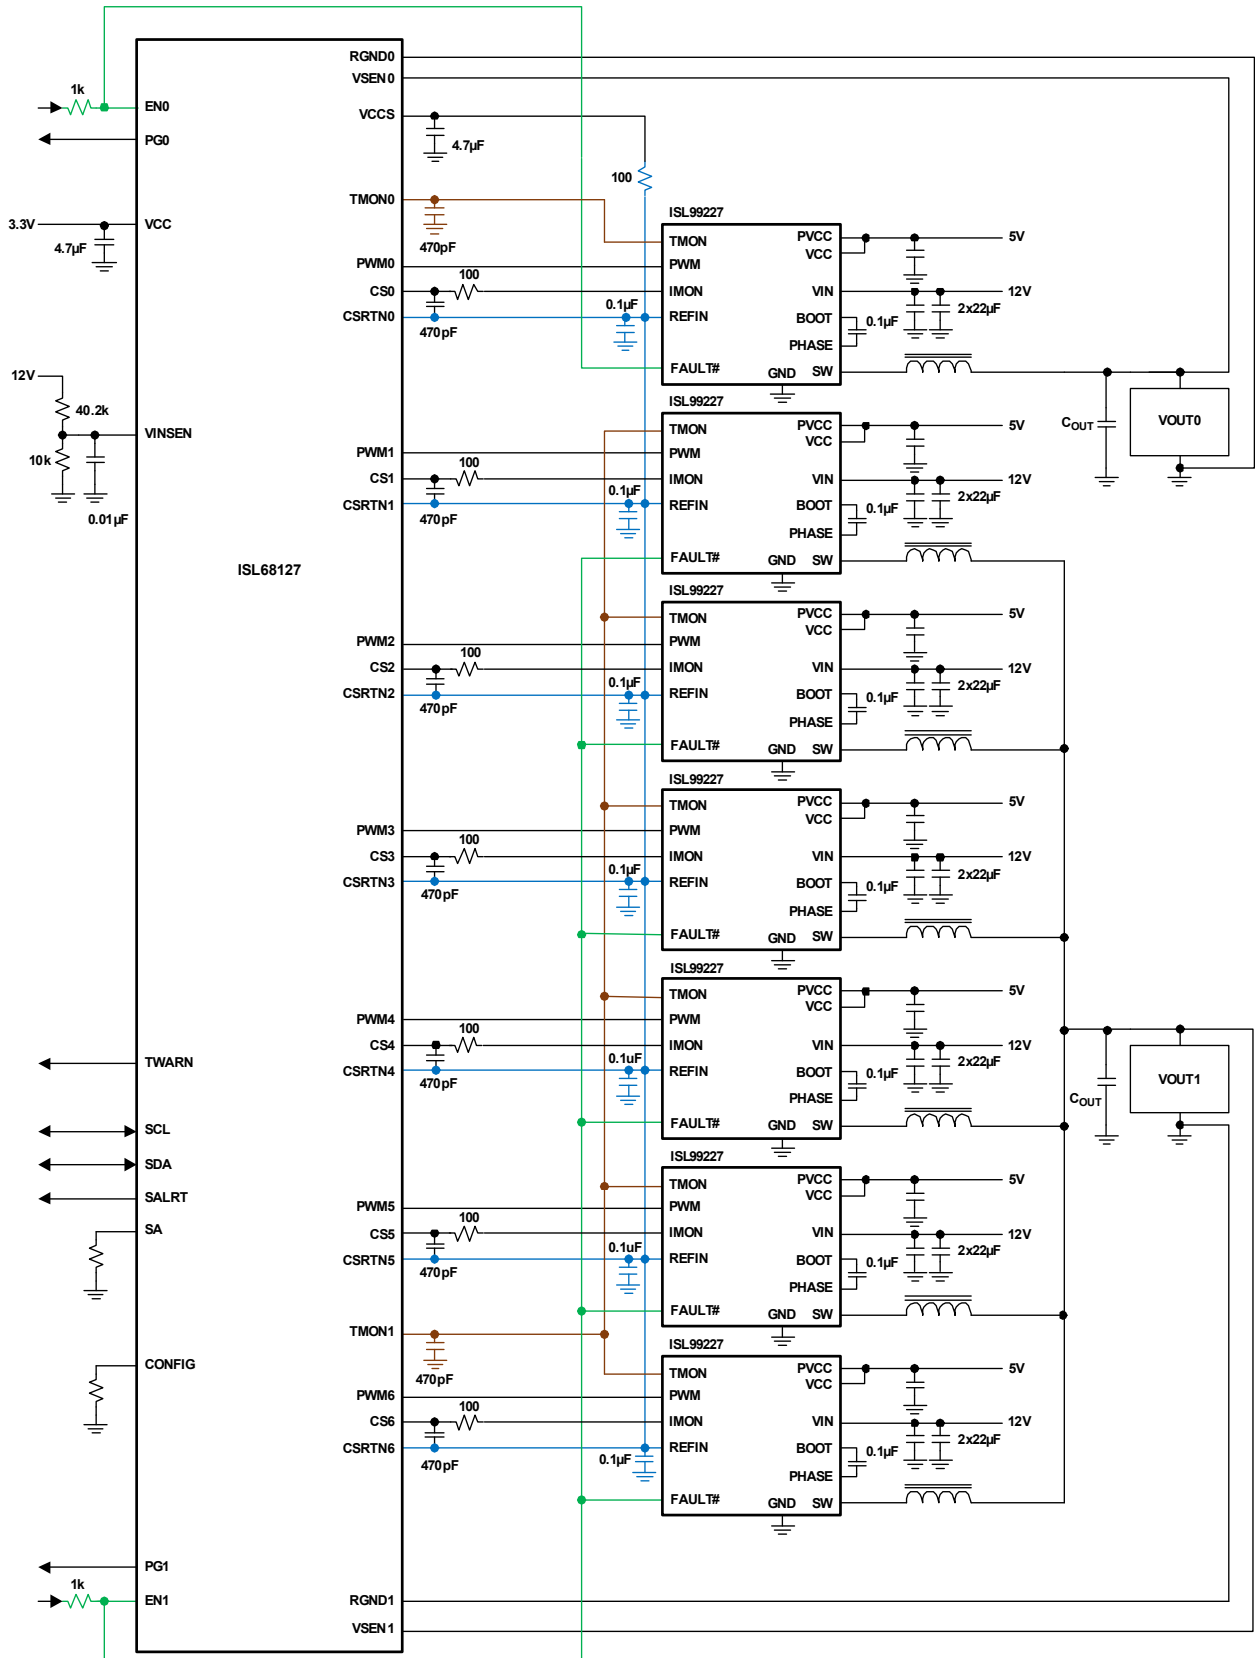 RGND0
VSEN0
1k
EN0
VCCS
PG0
4.7µF
100
TMON0
ISL99227
3.3V
VCC
TMON
PVCC
5V
4.7µF
470pF
VCC
PWM0
PWM
100
CS0
IMON
VIN
12V
0.1µF
2x22µF
CSRTN0
REFIN
BOOT
0.1µF
470pF
PHASE
FAULT#
GND
SW
12V
40.2k
ISL99227
COUT
VOUT0
VINSEN
TMON
PVCC
5V
VCC
10k
PWM1
PWM
100
CS1
IMON
VIN
12V
0.1µF
2x22µF
CSRTN1
REFIN
BOOT
0.1µF
0.01µF
470pF
PHASE
FAULT#
GND
SW
ISL68127
ISL99227
TMON
PVCC
5V
VCC
PWM2
PWM
100
CS2
IMON
VIN
12V
0.1µF
2x22µF
CSRTN2
REFIN
BOOT
0.1µF
470pF
PHASE
FAULT#
GND
SW
ISL99227
TMON
PVCC
5V
VCC
PWM3
PWM
100
CS3
IMON
VIN
12V
0.1µF
2x22µF
CSRTN3
REFIN
BOOT
0.1µF
470pF
PHASE
FAULT#
GND
SW
ISL99227
TMON
PVCC
5V
VCC
PWM4
PWM
100
CS4
IMON
VIN
12V
TWARN
0.1uF
2x22µF
CSRTN4
REFIN
BOOT
0.1µF
VOUT1
470pF
PHASE
COUT
FAULT#
GND
SW
SCL
ISL99227
SDA
TMON
PVCC
5V
VCC
SALRT
PWM5
PWM
100
SA
CS5
IMON
VIN
12V
0.1uF
2x22µF
CSRTN5
REFIN
BOOT
0.1µF
470pF
PHASE
FAULT#
GND
SW
TMON1
ISL99227
CONFIG
470pF
TMON
PVCC
5V
VCC
PWM6
PWM
100
CS6
IMON
VIN
12V
2x22µF
CSRTN6
0.1µF
REFIN
BOOT
0.1µF
470pF
PHASE
FAULT#
GND
SW
PG1
1k
EN1
RGND1
VSEN1